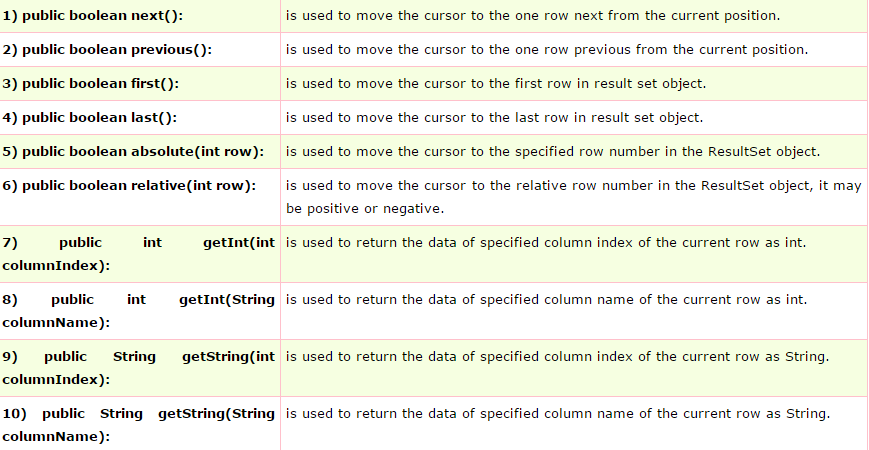 1) public boolean next(): is used to move the cursor to the one row next from the current position.
2) public boolean previous(): is used to move the cursor to the one row previous from the current position.
3) public boolean first(): is used to move the cursor to the first row in result set object.
4) public boolean last(): is used to move the cursor to the last row in result set object.
5) public boolean absolute(int row): is used to move the cursor to the specified row number in the ResultSet object.
6) public boolean relative(int row): is used to move the cursor to the relative row number in the ResultSet object, it may
be positive or negative.
7) public int getInt(int
columnIndex):
is used to return the data of specified column index of the current row as int.
8) public int getInt(String
columnName):
is used to return the data of specified column name of the current row as int.
9) public String getString(int
columnIndex):
is used to return the data of specified column index of the current row as String.
10) public String getString(String
columnName):
is used to return the data of specified column name of the current row as String.